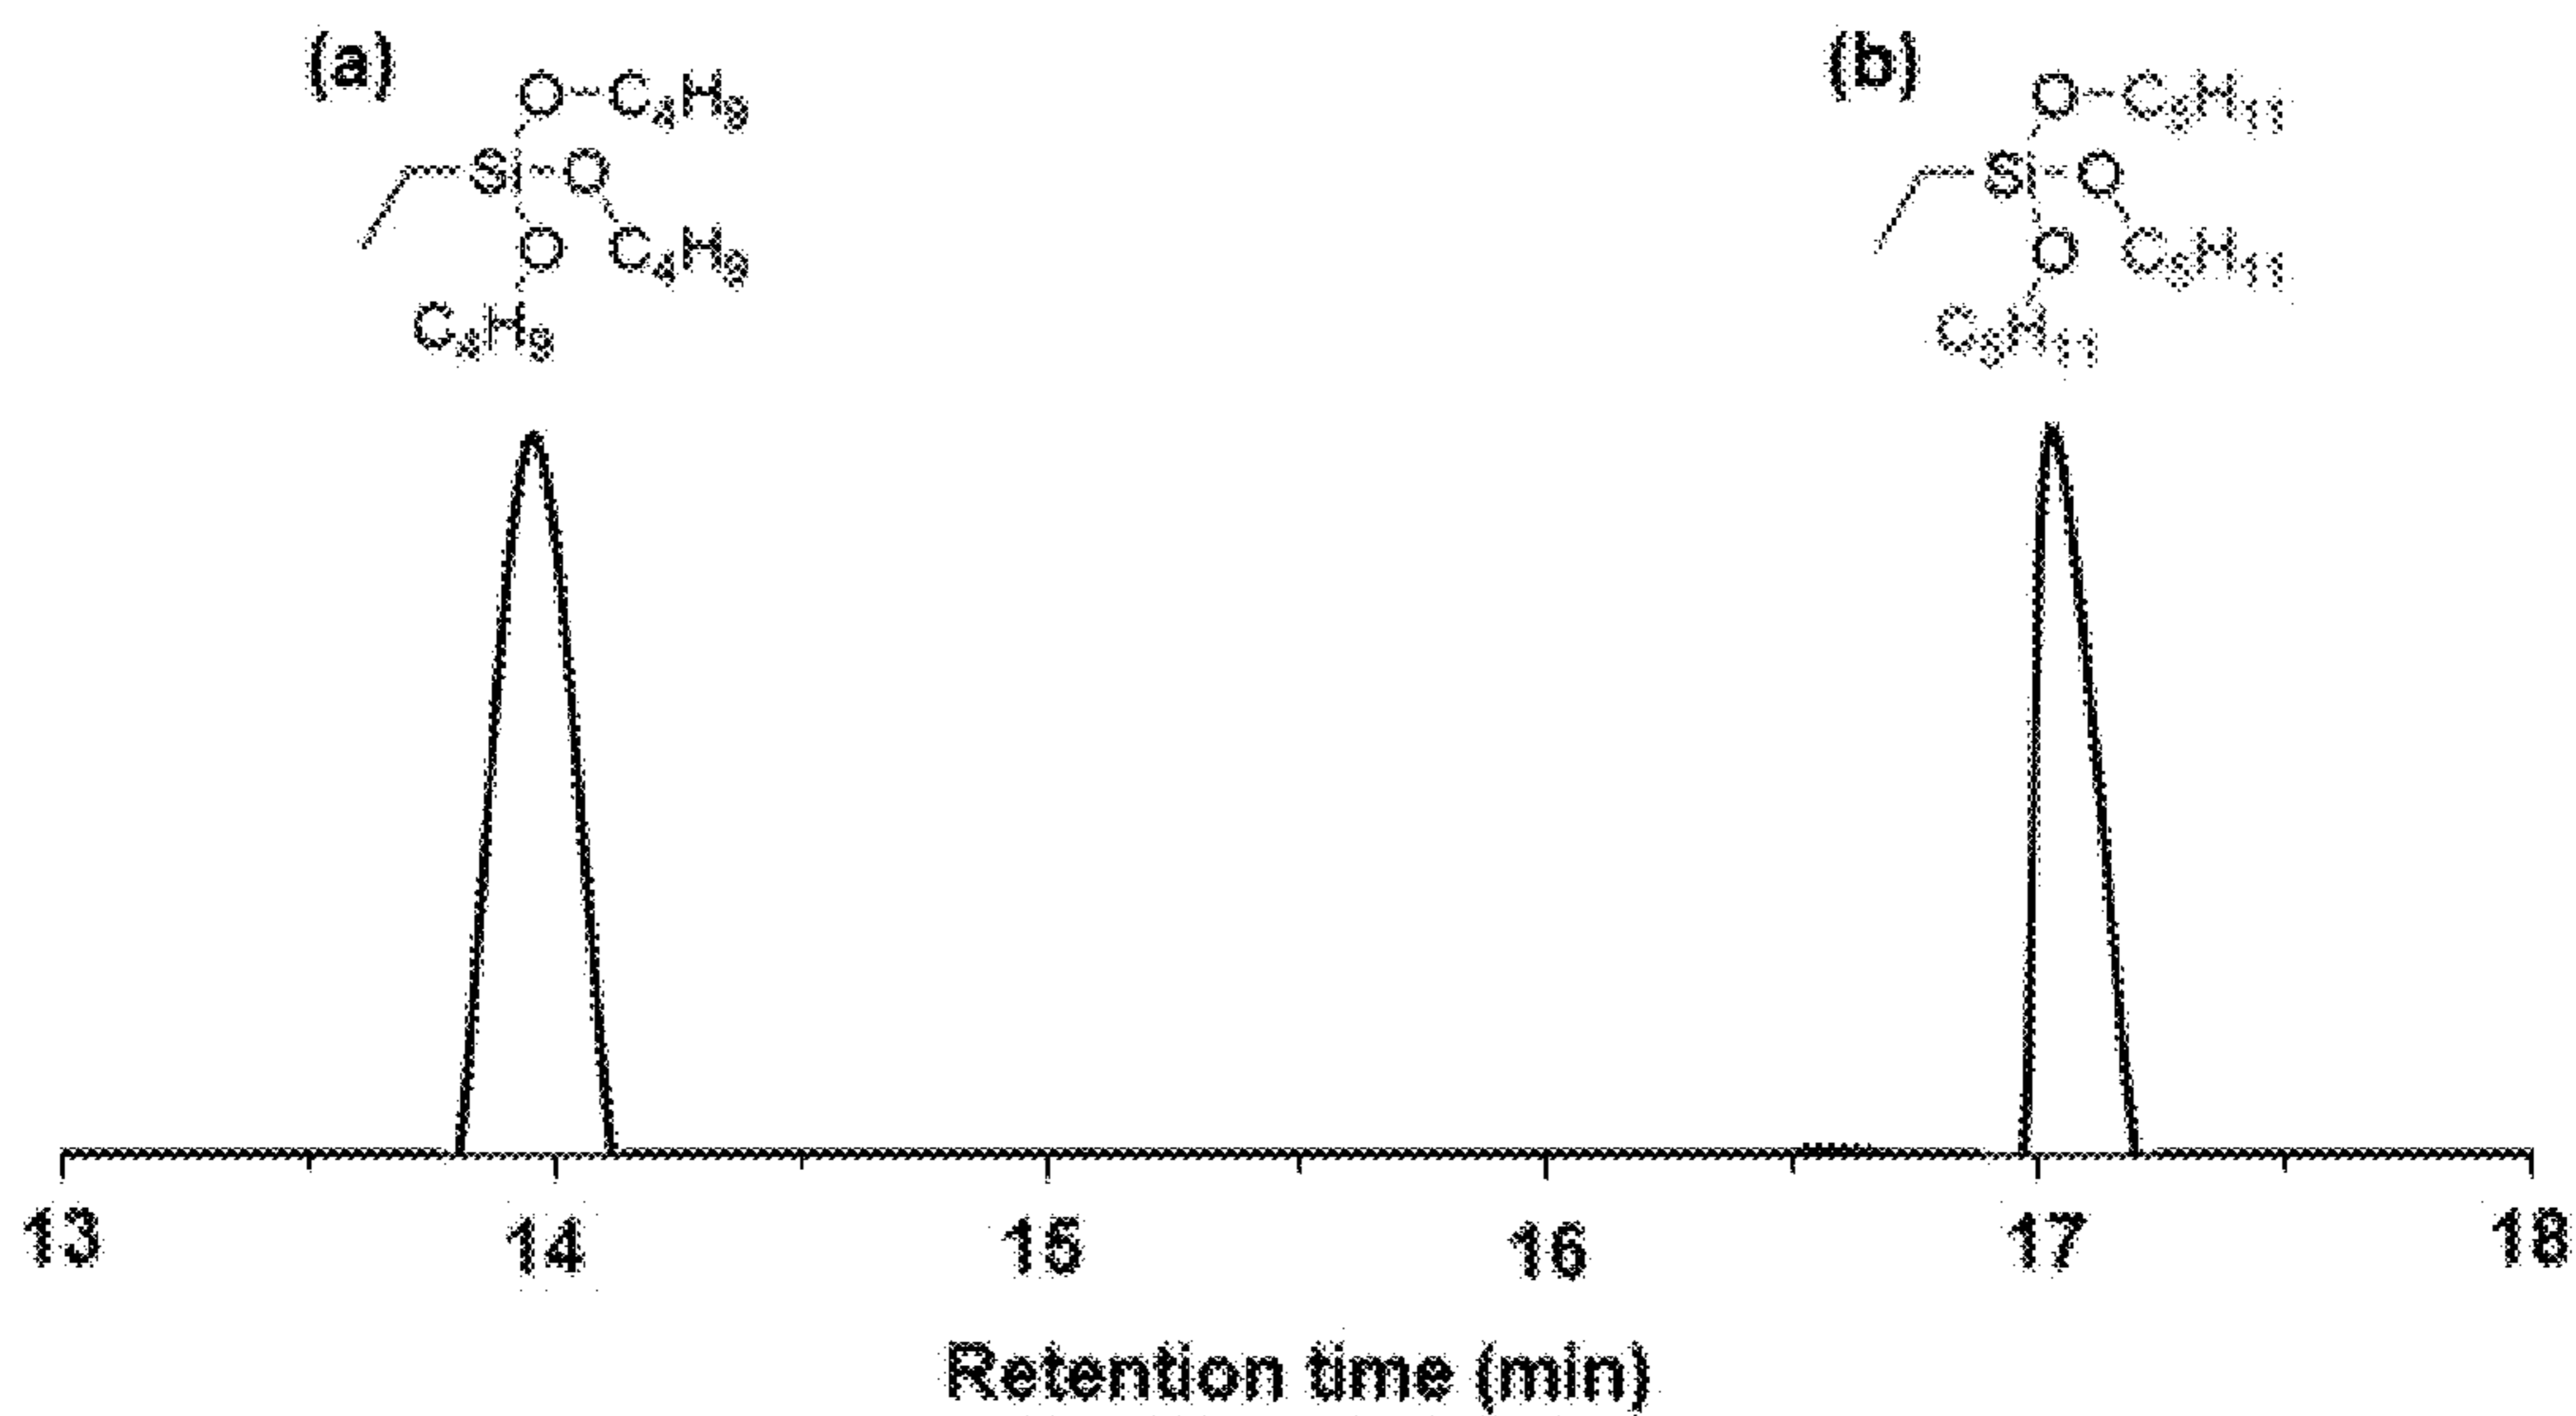 (a)
O-C₄H₉
Si-O
O C₄H₉
C₄H₉
(b)
O-C₅H₁₁
Si-O
O C₅H₁₁
C₅H₁₁
13 14 15 16 17 18
Retention time (min)